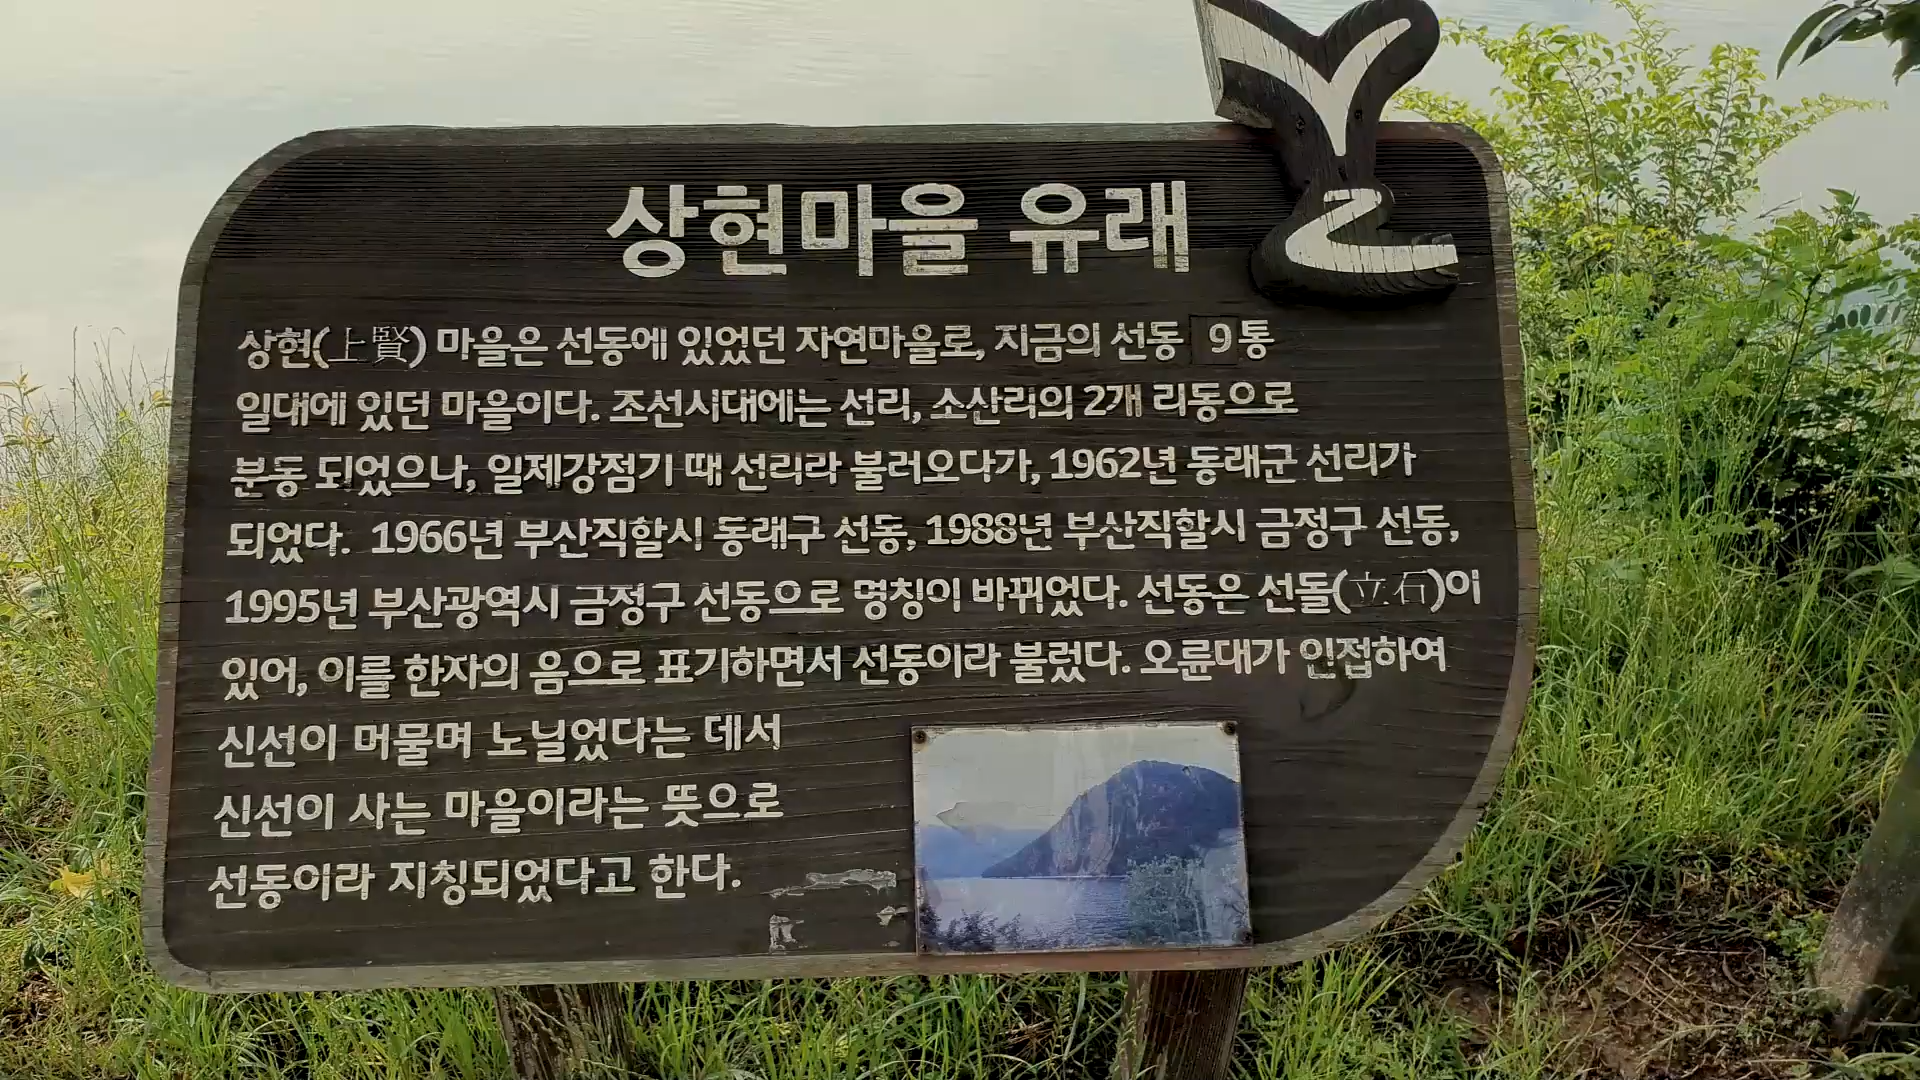 상현마을 유래
상현(上賢) 마을은 선동에 있었던 자연마을로, 지금의 선동 9통
일대에 있던 마을이다. 조선시대에는 선리, 소산리의 2개 리동으로
분동 되었으나, 일제강점기 때 선리라 불러오다가, 1962년 동래군 선리가
되었다. 1966년 부산직할시 동래구 선동, 1988년 부산직할시 금정구 선동,
1995년 부산광역시 금정구 선동으로 명칭이 바뀌었다. 선동은 선돌(立石)이
있어, 이를 한자의 음으로 표기하면서 선동이라 불렀다. 오륜대가 인접하여
신선이 머물며 노닐었다는 데서
신선이 사는 마을이라는 뜻으로
선동이라 지칭되었다고 한다.